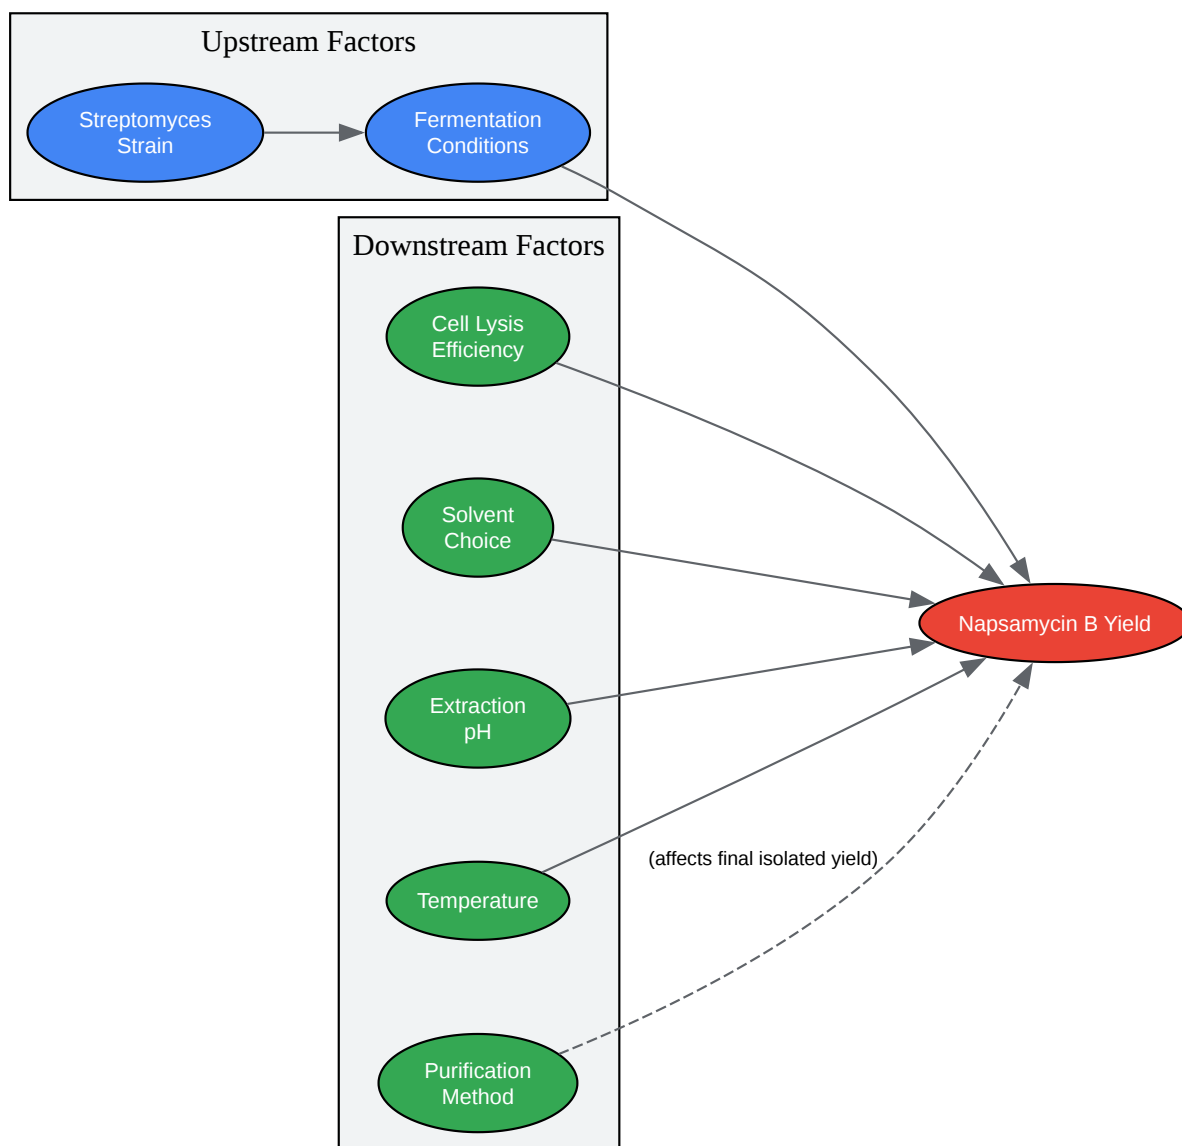 Upstream Factors
Streptomyces
Strain
Fermentation
Conditions
Downstream Factors
Cell Lysis
Efficiency
Solvent
Choice
Napsamycin B Yield
Extraction
pH
(affects final isolated yield)
Temperature
Purification
Method